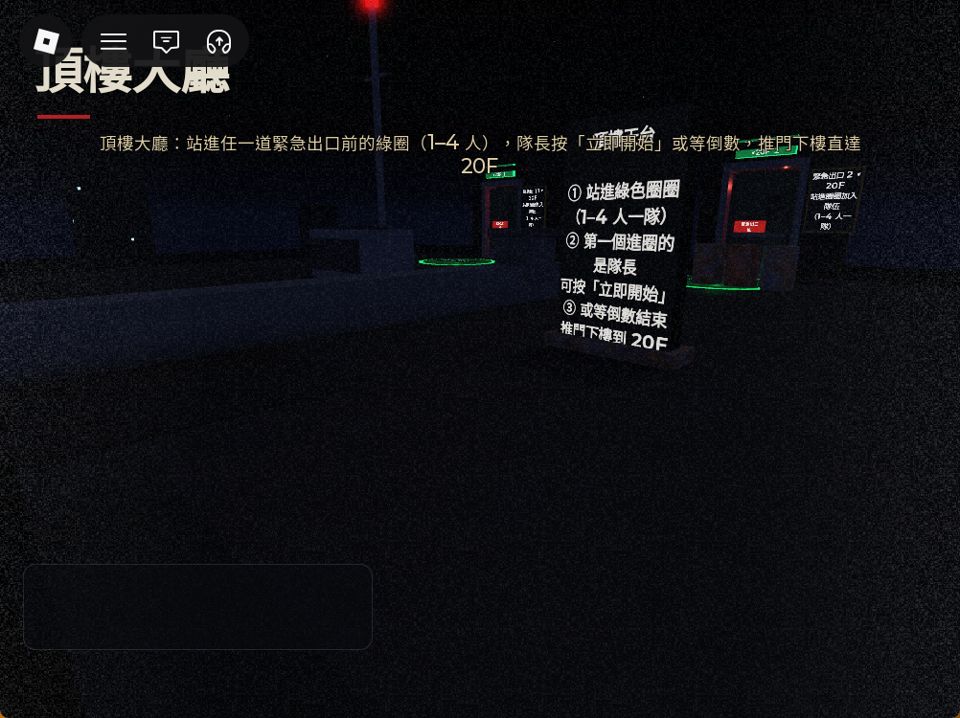 頂樓大廳
頂樓大廳：站進任一道緊急出口前的綠圈（1–4 人），隊長按「立即開始」或等倒數，推門下樓直達
20F
① 站進綠色圈圈
（1–4 人一隊）
② 第一個進圈的
是隊長
可按「立即開始」
③ 或等倒數結束
推門下樓到 20F
緊急出口 2 •
20F
站進圈圈加入
隊伍
（1–4 人一
隊）